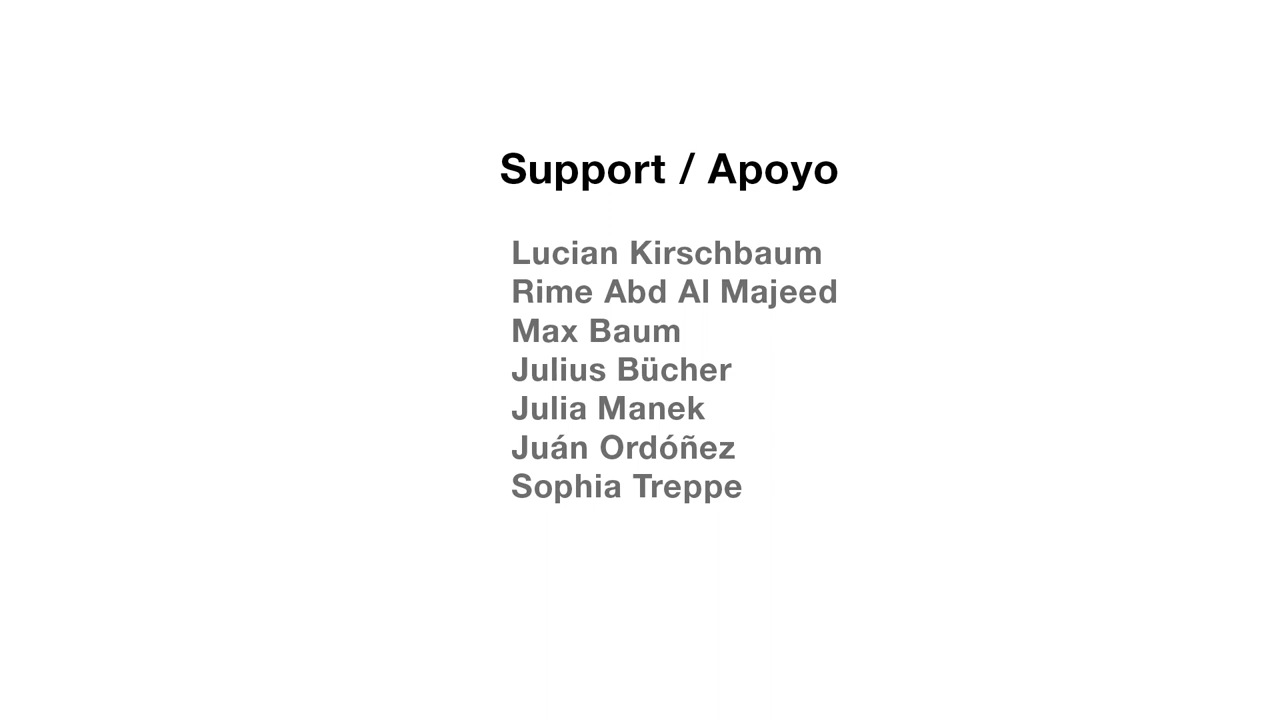 Support / Apoyo
Lucian Kirschbaum
Rime Abd Al Majeed
Max Baum
Julius Bücher
Julia Manek
Juán Ordóñez
Sophia Treppe